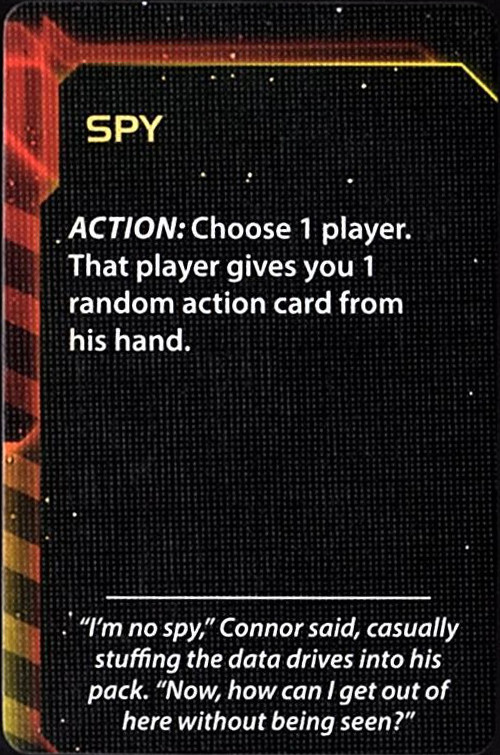 SPY
ACTION: Choose 1 player.
That player gives you 1
random action card from
his hand.
“I’m no spy,” Connor said, casually
stuffing the data drives into his
pack. “Now, how can I get out of
here without being seen?”